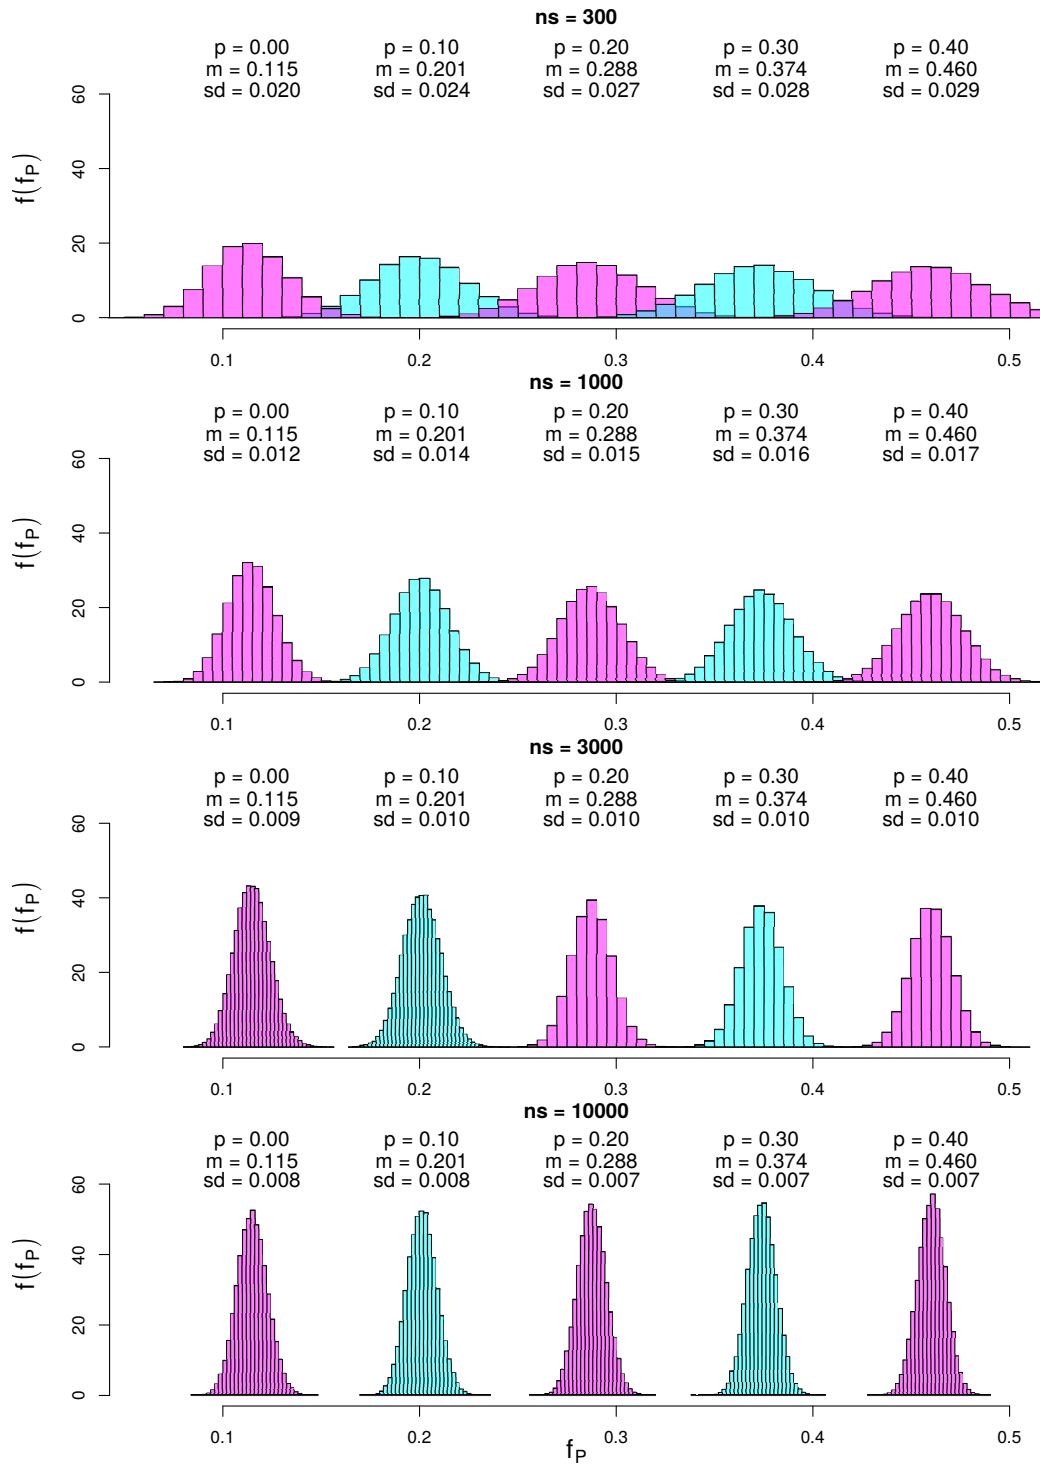 ns = 300
p = 0.00 p = 0.10 p = 0.20 p = 0.30 p = 0.40
m = 0.115 m = 0.201 m = 0.288 m = 0.374 m = 0.460
sd = 0.020 sd = 0.024 sd = 0.027 sd = 0.028 sd = 0.029
60
40
20
0
f(f_P)
0.1 0.2 0.3 0.4 0.5
ns = 1000
p = 0.00 p = 0.10 p = 0.20 p = 0.30 p = 0.40
m = 0.115 m = 0.201 m = 0.288 m = 0.374 m = 0.460
sd = 0.012 sd = 0.014 sd = 0.015 sd = 0.016 sd = 0.017
60
40
20
0
f(f_P)
0.1 0.2 0.3 0.4 0.5
ns = 3000
p = 0.00 p = 0.10 p = 0.20 p = 0.30 p = 0.40
m = 0.115 m = 0.201 m = 0.288 m = 0.374 m = 0.460
sd = 0.009 sd = 0.010 sd = 0.010 sd = 0.010 sd = 0.010
60
40
20
0
f(f_P)
0.1 0.2 0.3 0.4 0.5
ns = 10000
p = 0.00 p = 0.10 p = 0.20 p = 0.30 p = 0.40
m = 0.115 m = 0.201 m = 0.288 m = 0.374 m = 0.460
sd = 0.008 sd = 0.008 sd = 0.007 sd = 0.007 sd = 0.007
60
40
20
0
f(f_P)
0.1 0.2 0.3 0.4 0.5
f_P